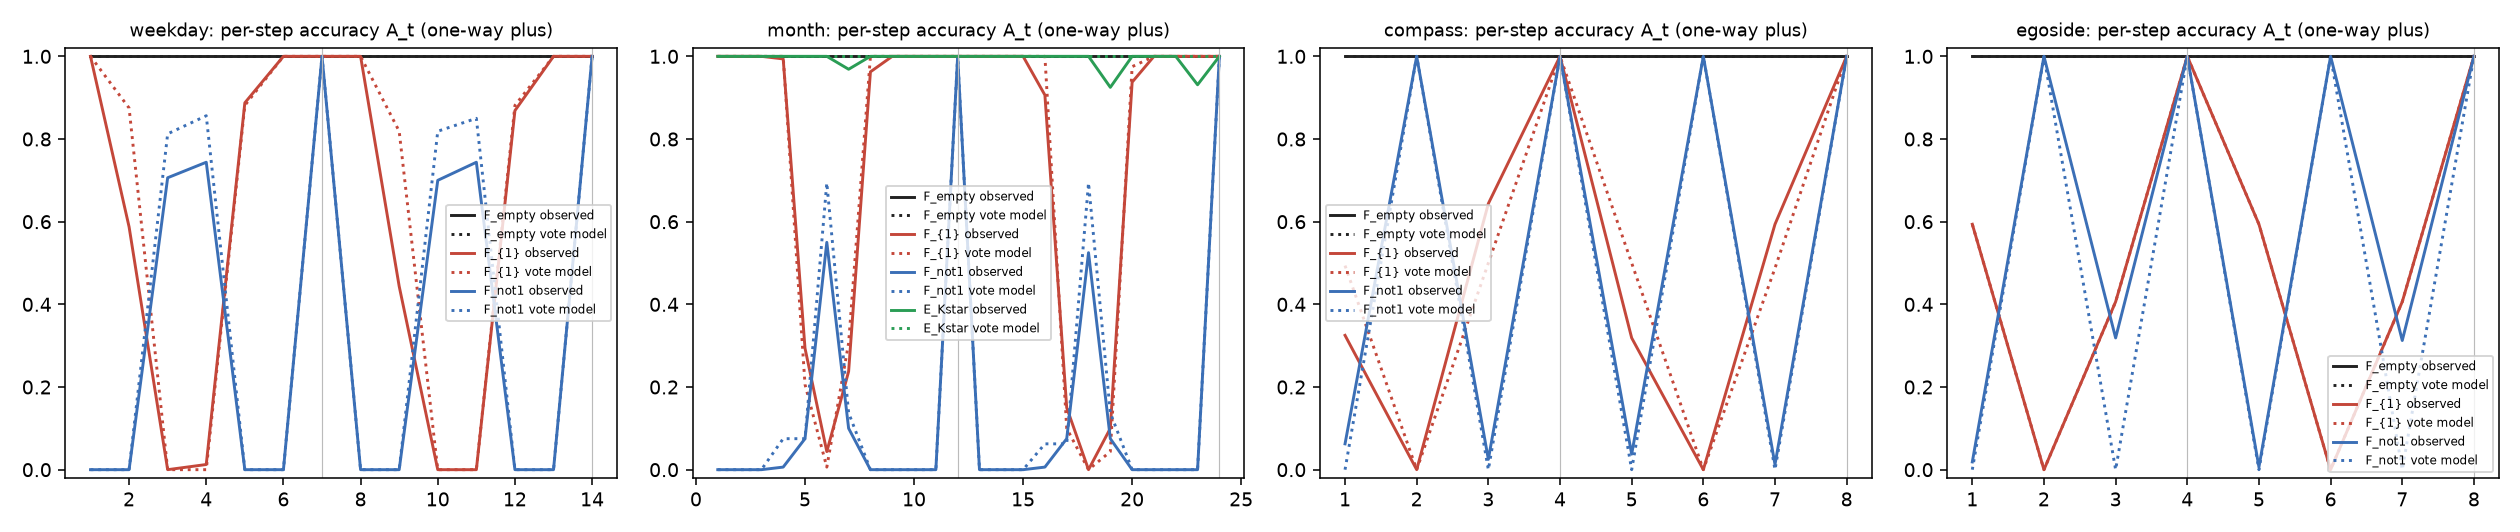 weekday: per-step accuracy A_t (one-way plus)
1.0
0.8
0.6
0.4
0.2
0.0
2
4
6
8
10
12
14
F_empty observed
F_empty vote model
F_{1} observed
F_{1} vote model
F_not1 observed
F_not1 vote model
month: per-step accuracy A_t (one-way plus)
1.0
0.8
0.6
0.4
0.2
0.0
0
5
10
15
20
25
F_empty observed
F_empty vote model
F_{1} observed
F_{1} vote model
F_not1 observed
F_not1 vote model
E_Kstar observed
E_Kstar vote model
compass: per-step accuracy A_t (one-way plus)
1.0
0.8
0.6
0.4
0.2
0.0
1
2
3
4
5
6
7
8
F_empty observed
F_empty vote model
F_{1} observed
F_{1} vote model
F_not1 observed
F_not1 vote model
egoside: per-step accuracy A_t (one-way plus)
1.0
0.8
0.6
0.4
0.2
0.0
1
2
3
4
5
6
7
8
F_empty observed
F_empty vote model
F_{1} observed
F_{1} vote model
F_not1 observed
F_not1 vote model